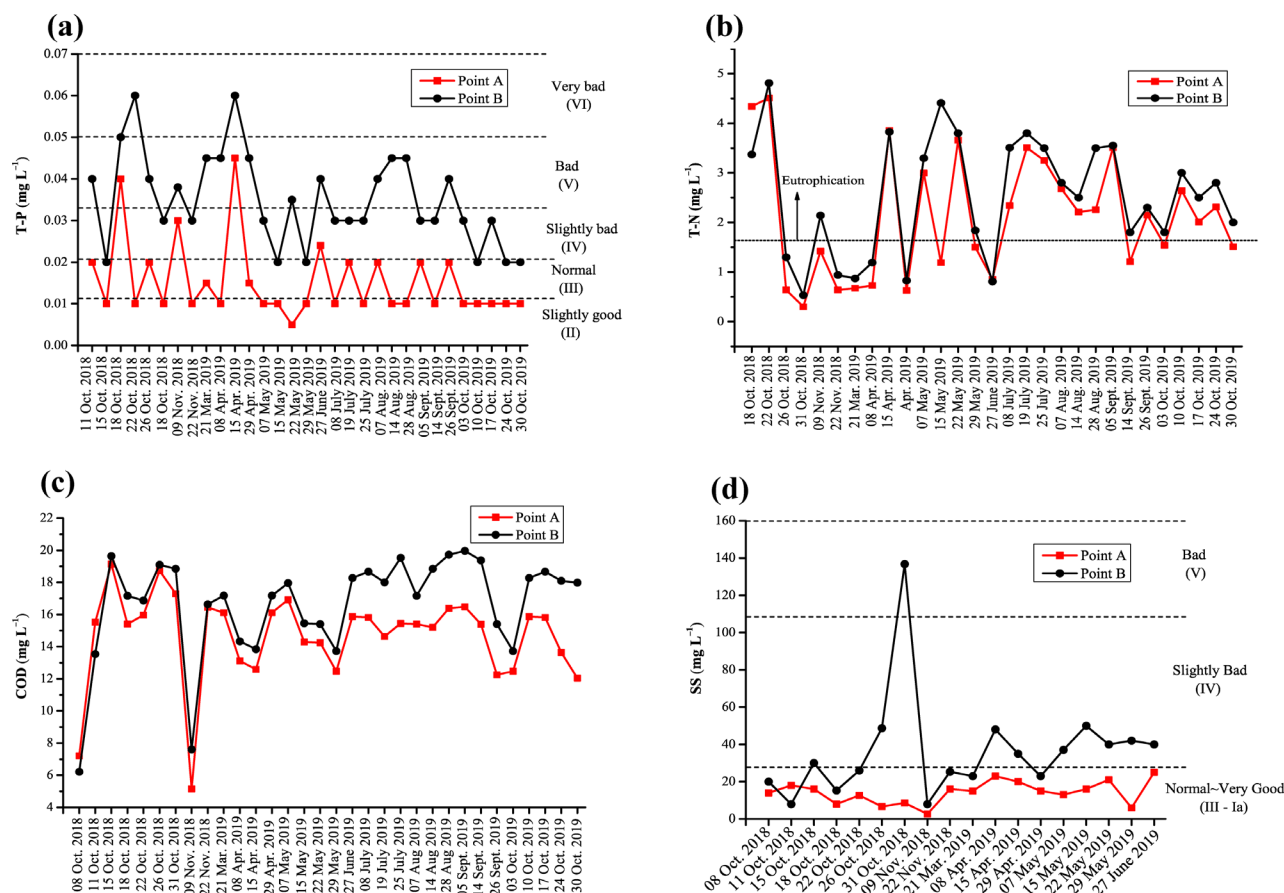 (a)
0.07
0.06
0.05
0.04
0.03
0.02
0.01
0.00
T-P (mg L⁻¹)
Point A
Point B
Very bad
(VI)
Bad
(V)
Slightly bad
(IV)
Normal
(III)
Slightly good
(II)
11 Oct. 2018
15 Oct. 2018
18 Oct. 2018
22 Oct. 2018
26 Oct. 2018
18 Oct. 2018
09 Nov. 2018
22 Nov. 2018
21 Mar. 2019
08 Apr. 2019
15 Apr. 2019
29 Apr. 2019
07 May 2019
15 May. 2019
22 May 2019
29 May 2019
27 June 2019
08 July 2019
19 July 2019
25 July 2019
07 Aug. 2019
14 Aug. 2019
28 Aug. 2019
05 Sept. 2019
14 Sept. 2019
26 Sept. 2019
03 Oct. 2019
10 Oct. 2019
17 Oct. 2019
24 Oct. 2019
30 Oct. 2019
(b)
5
4
3
2
1
0
T-N (mg L⁻¹)
Point A
Point B
Eutrophication
18 Oct. 2018
22 Oct. 2018
26 Oct. 2018
31 Oct. 2018
09 Nov. 2018
22 Nov. 2018
21 Mar. 2019
08 Apr. 2019
15 Apr. 2019
Apr. 2019
07 May 2019
15 May. 2019
22 May. 2019
29 May 2019
27 June 2019
08 July 2019
19 July 2019
25 July 2019
07 Aug. 2019
14 Aug. 2019
28 Aug. 2019
05 Sept. 2019
14 Sept. 2019
26 Sept. 2019
03 Oct. 2019
10 Oct. 2019
17 Oct. 2019
24 Oct. 2019
30 Oct. 2019
(c)
22
20
18
16
14
12
10
8
6
4
COD (mg L⁻¹)
Point A
Point B
08 Oct. 2018
11 Oct. 2018
15 Oct. 2018
18 Oct. 2018
22 Oct. 2018
26 Oct. 2018
31 Oct. 2018
09 Nov. 2018
22 Nov. 2018
21 Mar. 2019
08 Apr. 2019
15 Apr. 2019
29 Apr. 2019
07 May 2019
15 May 2019
22 May 2019
29 May 2019
27 June 2019
08 July 2019
19 July 2019
25 July 2019
07 Aug 2019
14 Aug 2019
28 Aug 2019
05 Sept. 2019
14 Sept. 2019
26 Sept. 2019
03 Oct. 2019
10 Oct. 2019
17 Oct. 2019
24 Oct. 2019
30 Oct. 2019
(d)
160
140
120
100
80
60
40
20
0
SS (mg L⁻¹)
Point A
Point B
Bad
(V)
Slightly Bad
(IV)
Normal~Very Good
(III - Ia)
08 Oct. 2018
11 Oct. 2018
15 Oct. 2018
18 Oct. 2018
22 Oct. 2018
26 Oct. 2018
31 Oct. 2018
09 Nov. 2018
22 Nov. 2018
21 Mar. 2019
08 Apr. 2019
15 Apr. 2019
29 Apr. 2019
07 May 2019
15 May 2019
22 May 2019
29 May 2019
27 June 2019